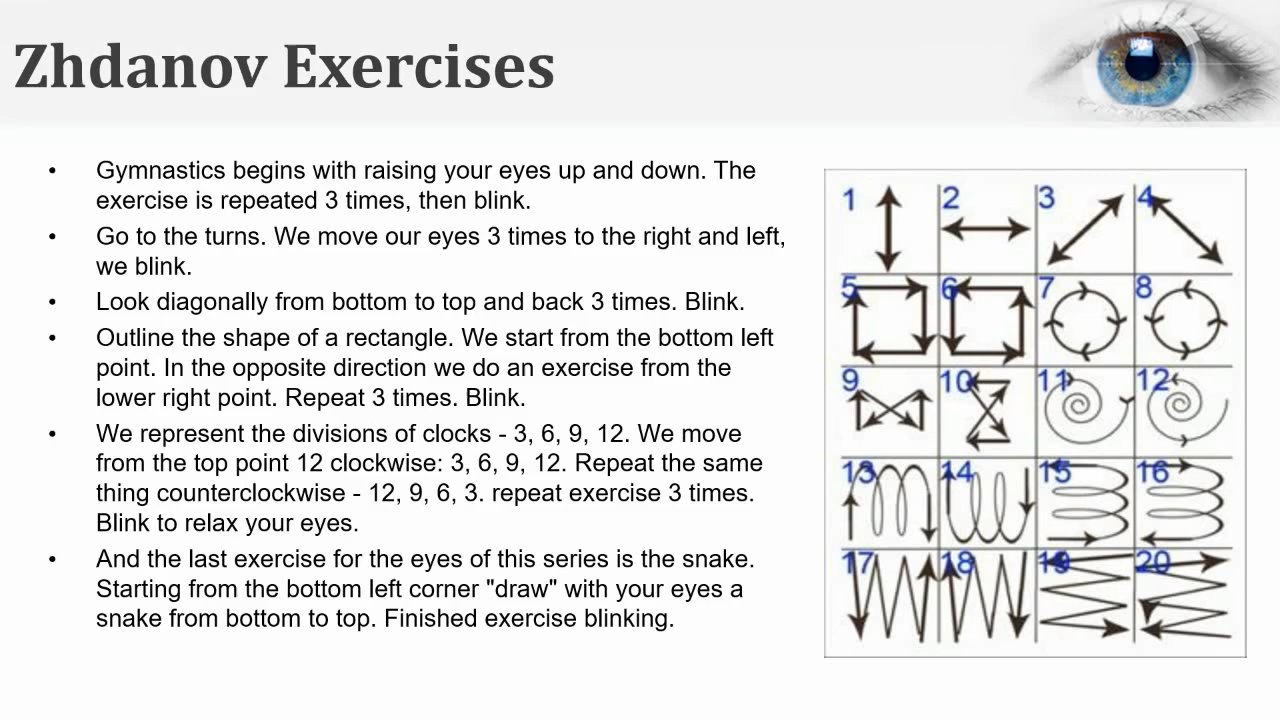 Zhdanov Exercises
• Gymnastics begins with raising your eyes up and down. The
exercise is repeated 3 times, then blink.
• Go to the turns. We move our eyes 3 times to the right and left,
we blink.
• Look diagonally from bottom to top and back 3 times. Blink.
• Outline the shape of a rectangle. We start from the bottom left
point. In the opposite direction we do an exercise from the
lower right point. Repeat 3 times. Blink.
• We represent the divisions of clocks - 3, 6, 9, 12. We move
from the top point 12 clockwise: 3, 6, 9, 12. Repeat the same
thing counterclockwise - 12, 9, 6, 3. repeat exercise 3 times.
Blink to relax your eyes.
• And the last exercise for the eyes of this series is the snake.
Starting from the bottom left corner "draw" with your eyes a
snake from bottom to top. Finished exercise blinking.
1 2 3 4
5 6 7 8
9 10 11 12
13 14 15 16
17 18 19 20